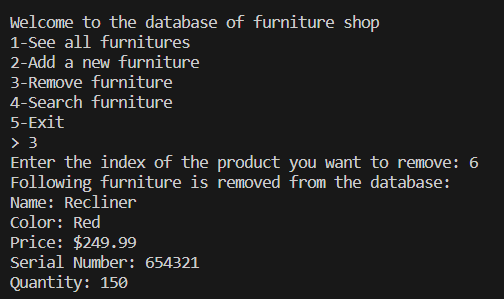 Welcome to the database of furniture shop
1-See all furnitures
2-Add a new furniture
3-Remove furniture
4-Search furniture
5-Exit
> 3
Enter the index of the product you want to remove: 6
Following furniture is removed from the database:
Name: Recliner
Color: Red
Price: $249.99
Serial Number: 654321
Quantity: 150